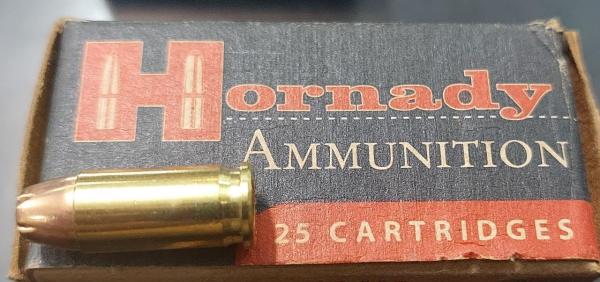 Hornady
AMMUNITION
25 CARTRIDGES